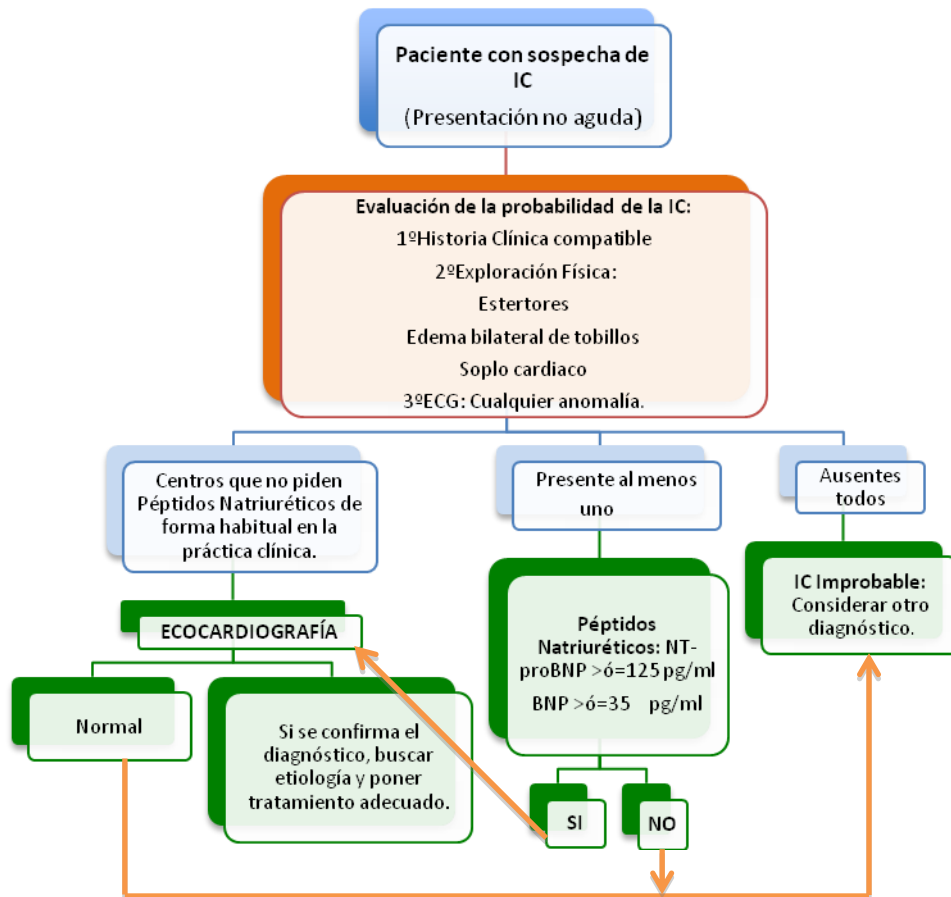 Paciente con sospecha de
IC
(Presentación no aguda)
Evaluación de la probabilidad de la IC:
1ºHistoria Clínica compatible
2ºExploración Física:
Estertores
Edema bilateral de tobillos
Soplo cardiaco
3ºECG: Cualquier anomalía.
Centros que no piden
Péptidos Natriuréticos de
forma habitual en la
práctica clínica.
Presente al menos
uno
Ausentes
todos
ECOCARDIOGRAFÍA
Péptidos
Natriuréticos: NT-
proBNP >ó=125 pg/ml
BNP >ó=35 pg/ml
IC Improbable:
Considerar otro
diagnóstico.
Normal
Si se confirma el
diagnóstico, buscar
etiología y poner
tratamiento adecuado.
SI
NO